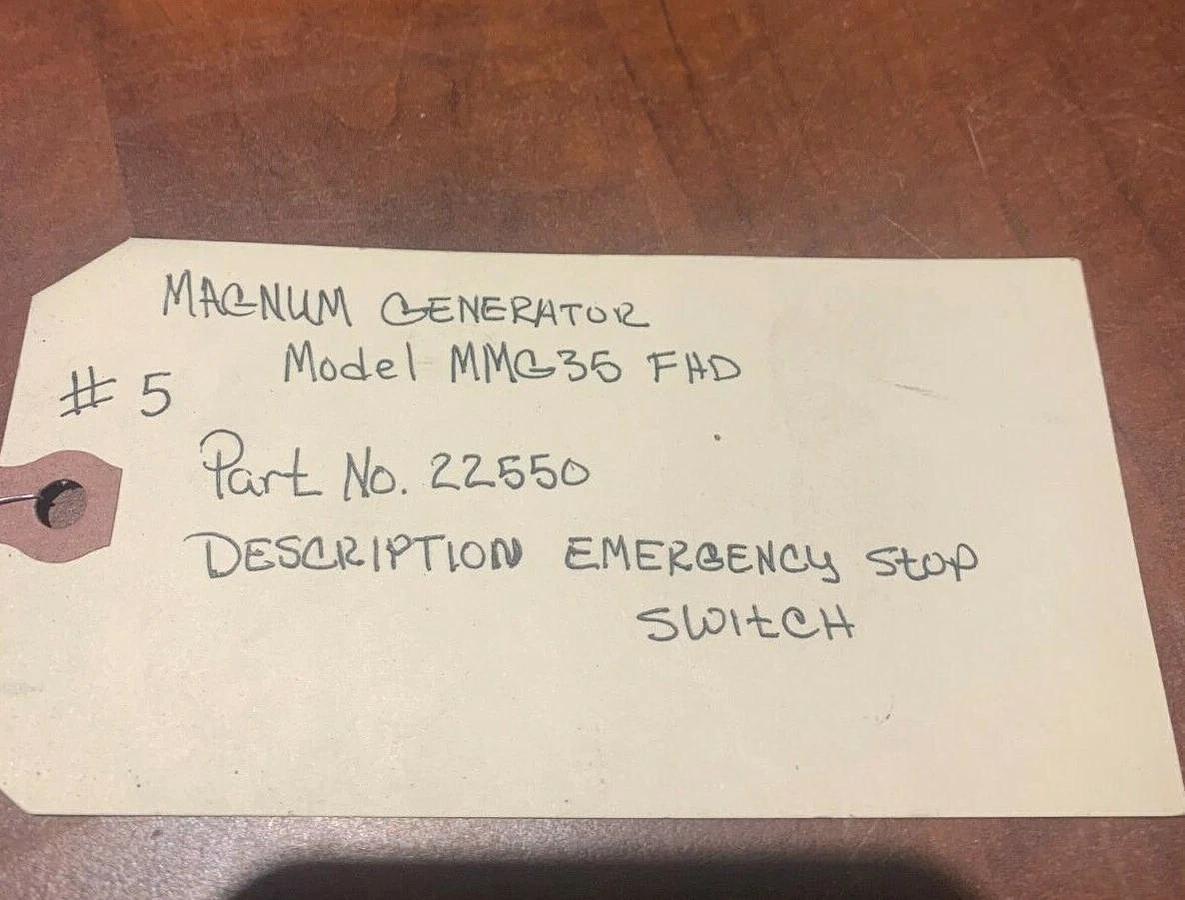 MAGNUM GENERATOR
Model MMG35 FHD
# 5
Part No. 22550
DESCRIPTION EMERGENCY Stop
SWItCH